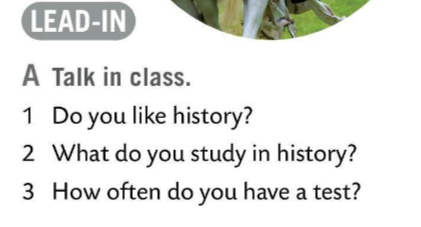 LEAD-IN
A Talk in class.
1 Do you like history?
2 What do you study in history?
3 How often do you have a test?